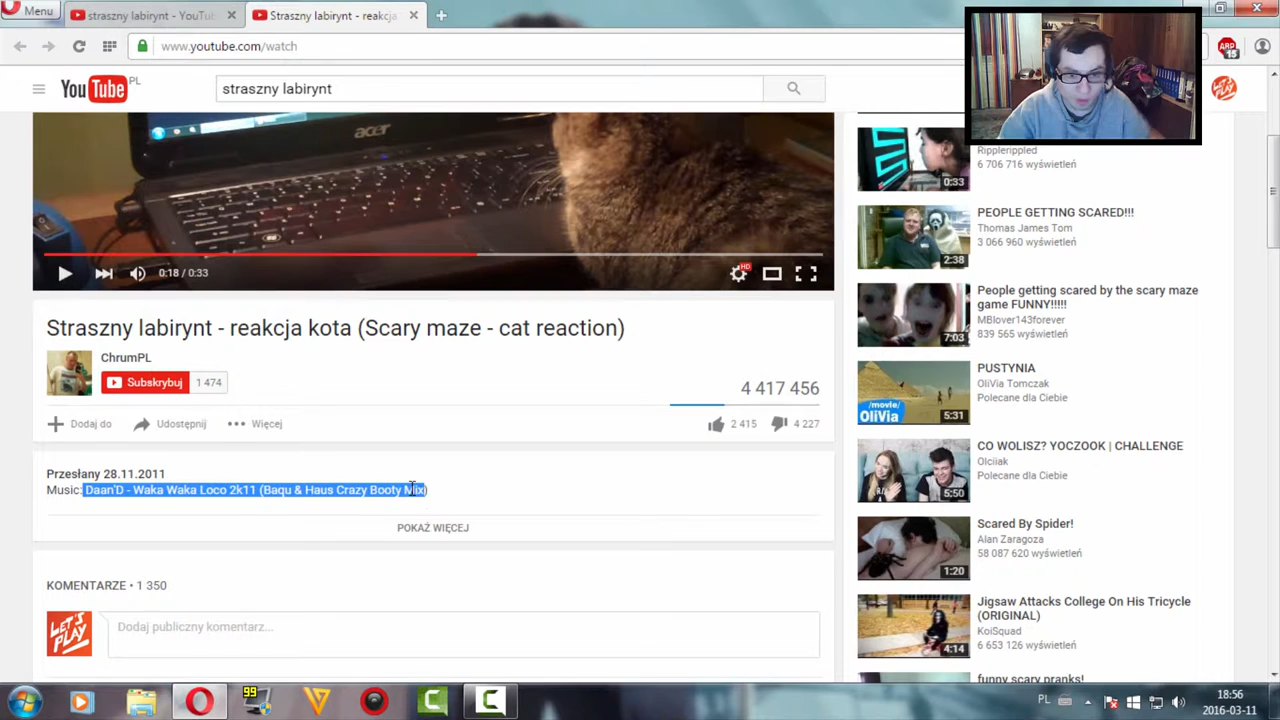 Menu
straszny labirynt - YouTub
Straszny labirynt - reakcja
www.youtube.com/watch
15
YouTube PL
straszny labirynt
acer
0:18 / 0:33
HD
Straszny labirynt - reakcja kota (Scary maze - cat reaction)
ChrumPL
Subskrybuj
1 474
4 417 456
Dodaj do
Udostępnij
Więcej
2 415
4 227
Przesłany 28.11.2011
Music: Daan'D - Waka Waka Loco 2k11 (Baqu & Haus Crazy Booty Mix)
POKAŻ WIĘCEJ
KOMENTARZE • 1 350
LET'S PLAY
Dodaj publiczny komentarz...
Ripplerippled
6 706 716 wyświetleń
0:33
PEOPLE GETTING SCARED!!!
Thomas James Tom
3 066 960 wyświetleń
2:38
People getting scared by the scary maze
game FUNNY!!!!!
MBlover143forever
839 565 wyświetleń
7:03
PUSTYNIA
OliVia Tomczak
Polecane dla Ciebie
/movie/
OliVia
5:31
CO WOLISZ? YOCZOOK | CHALLENGE
Olciiak
Polecane dla Ciebie
5:50
Scared By Spider!
Alan Zaragoza
58 087 620 wyświetleń
1:20
Jigsaw Attacks College On His Tricycle
(ORIGINAL)
KoiSquad
6 653 126 wyświetleń
4:14
funny scary pranks!
LET'S PLAY
99
PL
18:56
2016-03-11